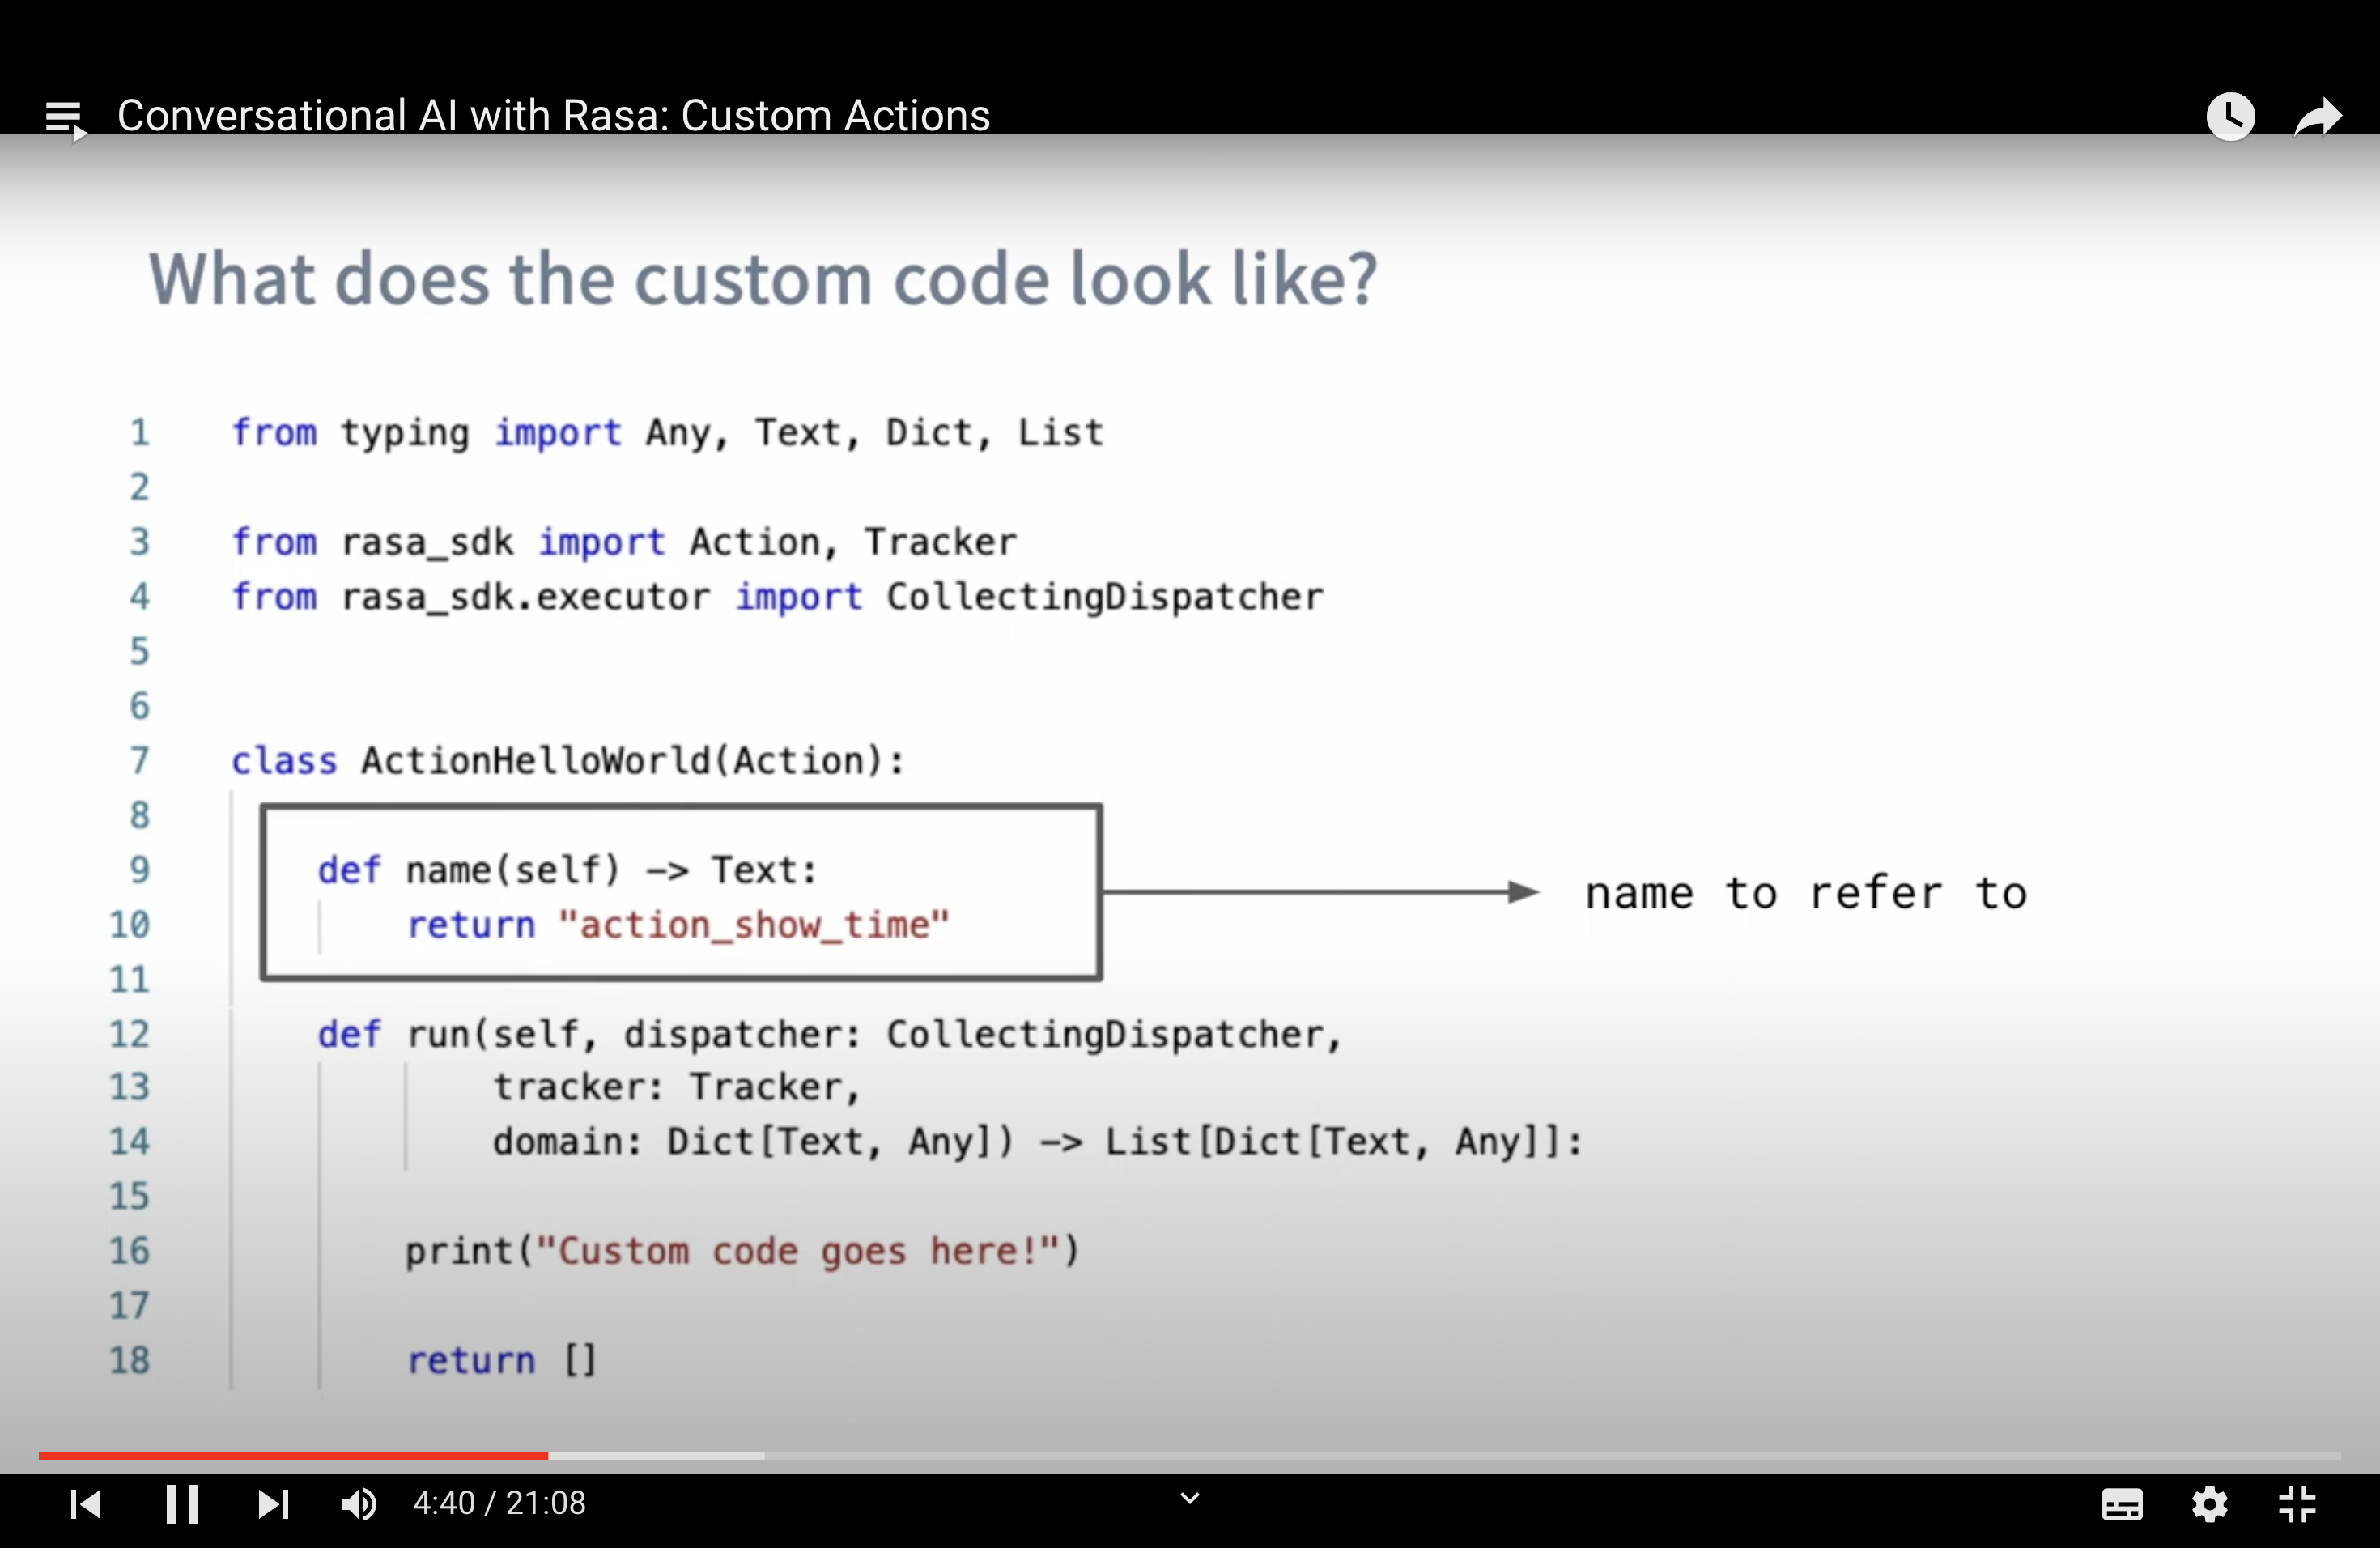 Conversational AI with Rasa: Custom Actions
What does the custom code look like?
1 from typing import Any, Text, Dict, List
2
3 from rasa_sdk import Action, Tracker
4 from rasa_sdk.executor import CollectingDispatcher
5
6
7 class ActionHelloWorld(Action):
8
9 def name(self) -> Text:
10 return "action_show_time"
name to refer to
11
12 def run(self, dispatcher: CollectingDispatcher,
13 tracker: Tracker,
14 domain: Dict[Text, Any]) -> List[Dict[Text, Any]]:
15
16 print("Custom code goes here!")
17
18 return []
4:40 / 21:08